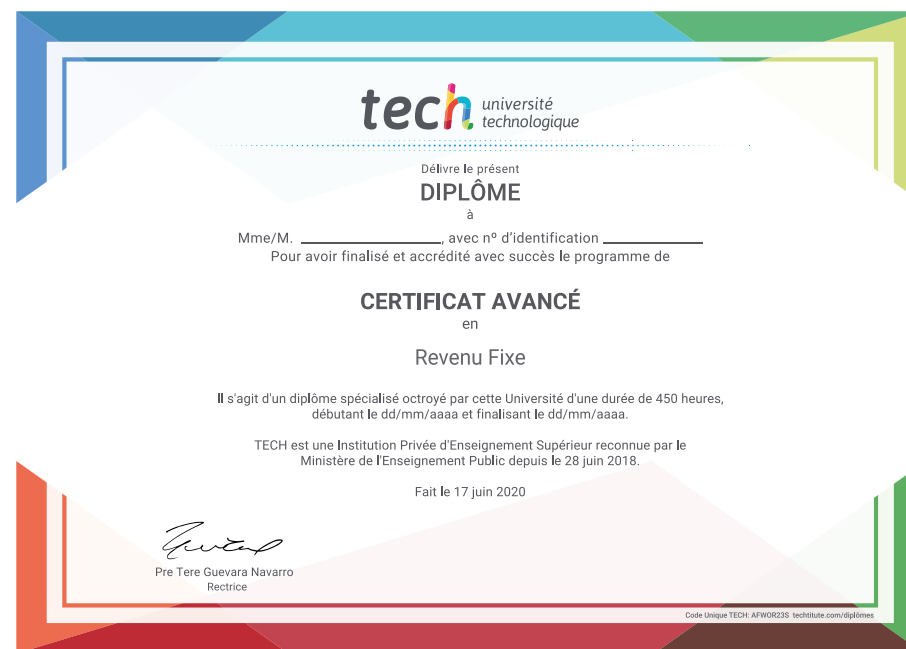 tech université
technologique
Délivre le présent
DIPLÔME
à
Mme/M. ____________________, avec nº d'identification ______________
Pour avoir finalisé et accrédité avec succès le programme de
CERTIFICAT AVANCÉ
en
Revenu Fixe
Il s'agit d'un diplôme spécialisé octroyé par cette Université d'une durée de 450 heures,
débutant le dd/mm/aaaa et finalisant le dd/mm/aaaa.
TECH est une Institution Privée d'Enseignement Supérieur reconnue par le
Ministère de l'Enseignement Public depuis le 28 juin 2018.
Fait le 17 juin 2020
Pre Tere Guevara Navarro
Rectrice
Code Unique TECH: AFWOR23S techtitute.com/diplômes